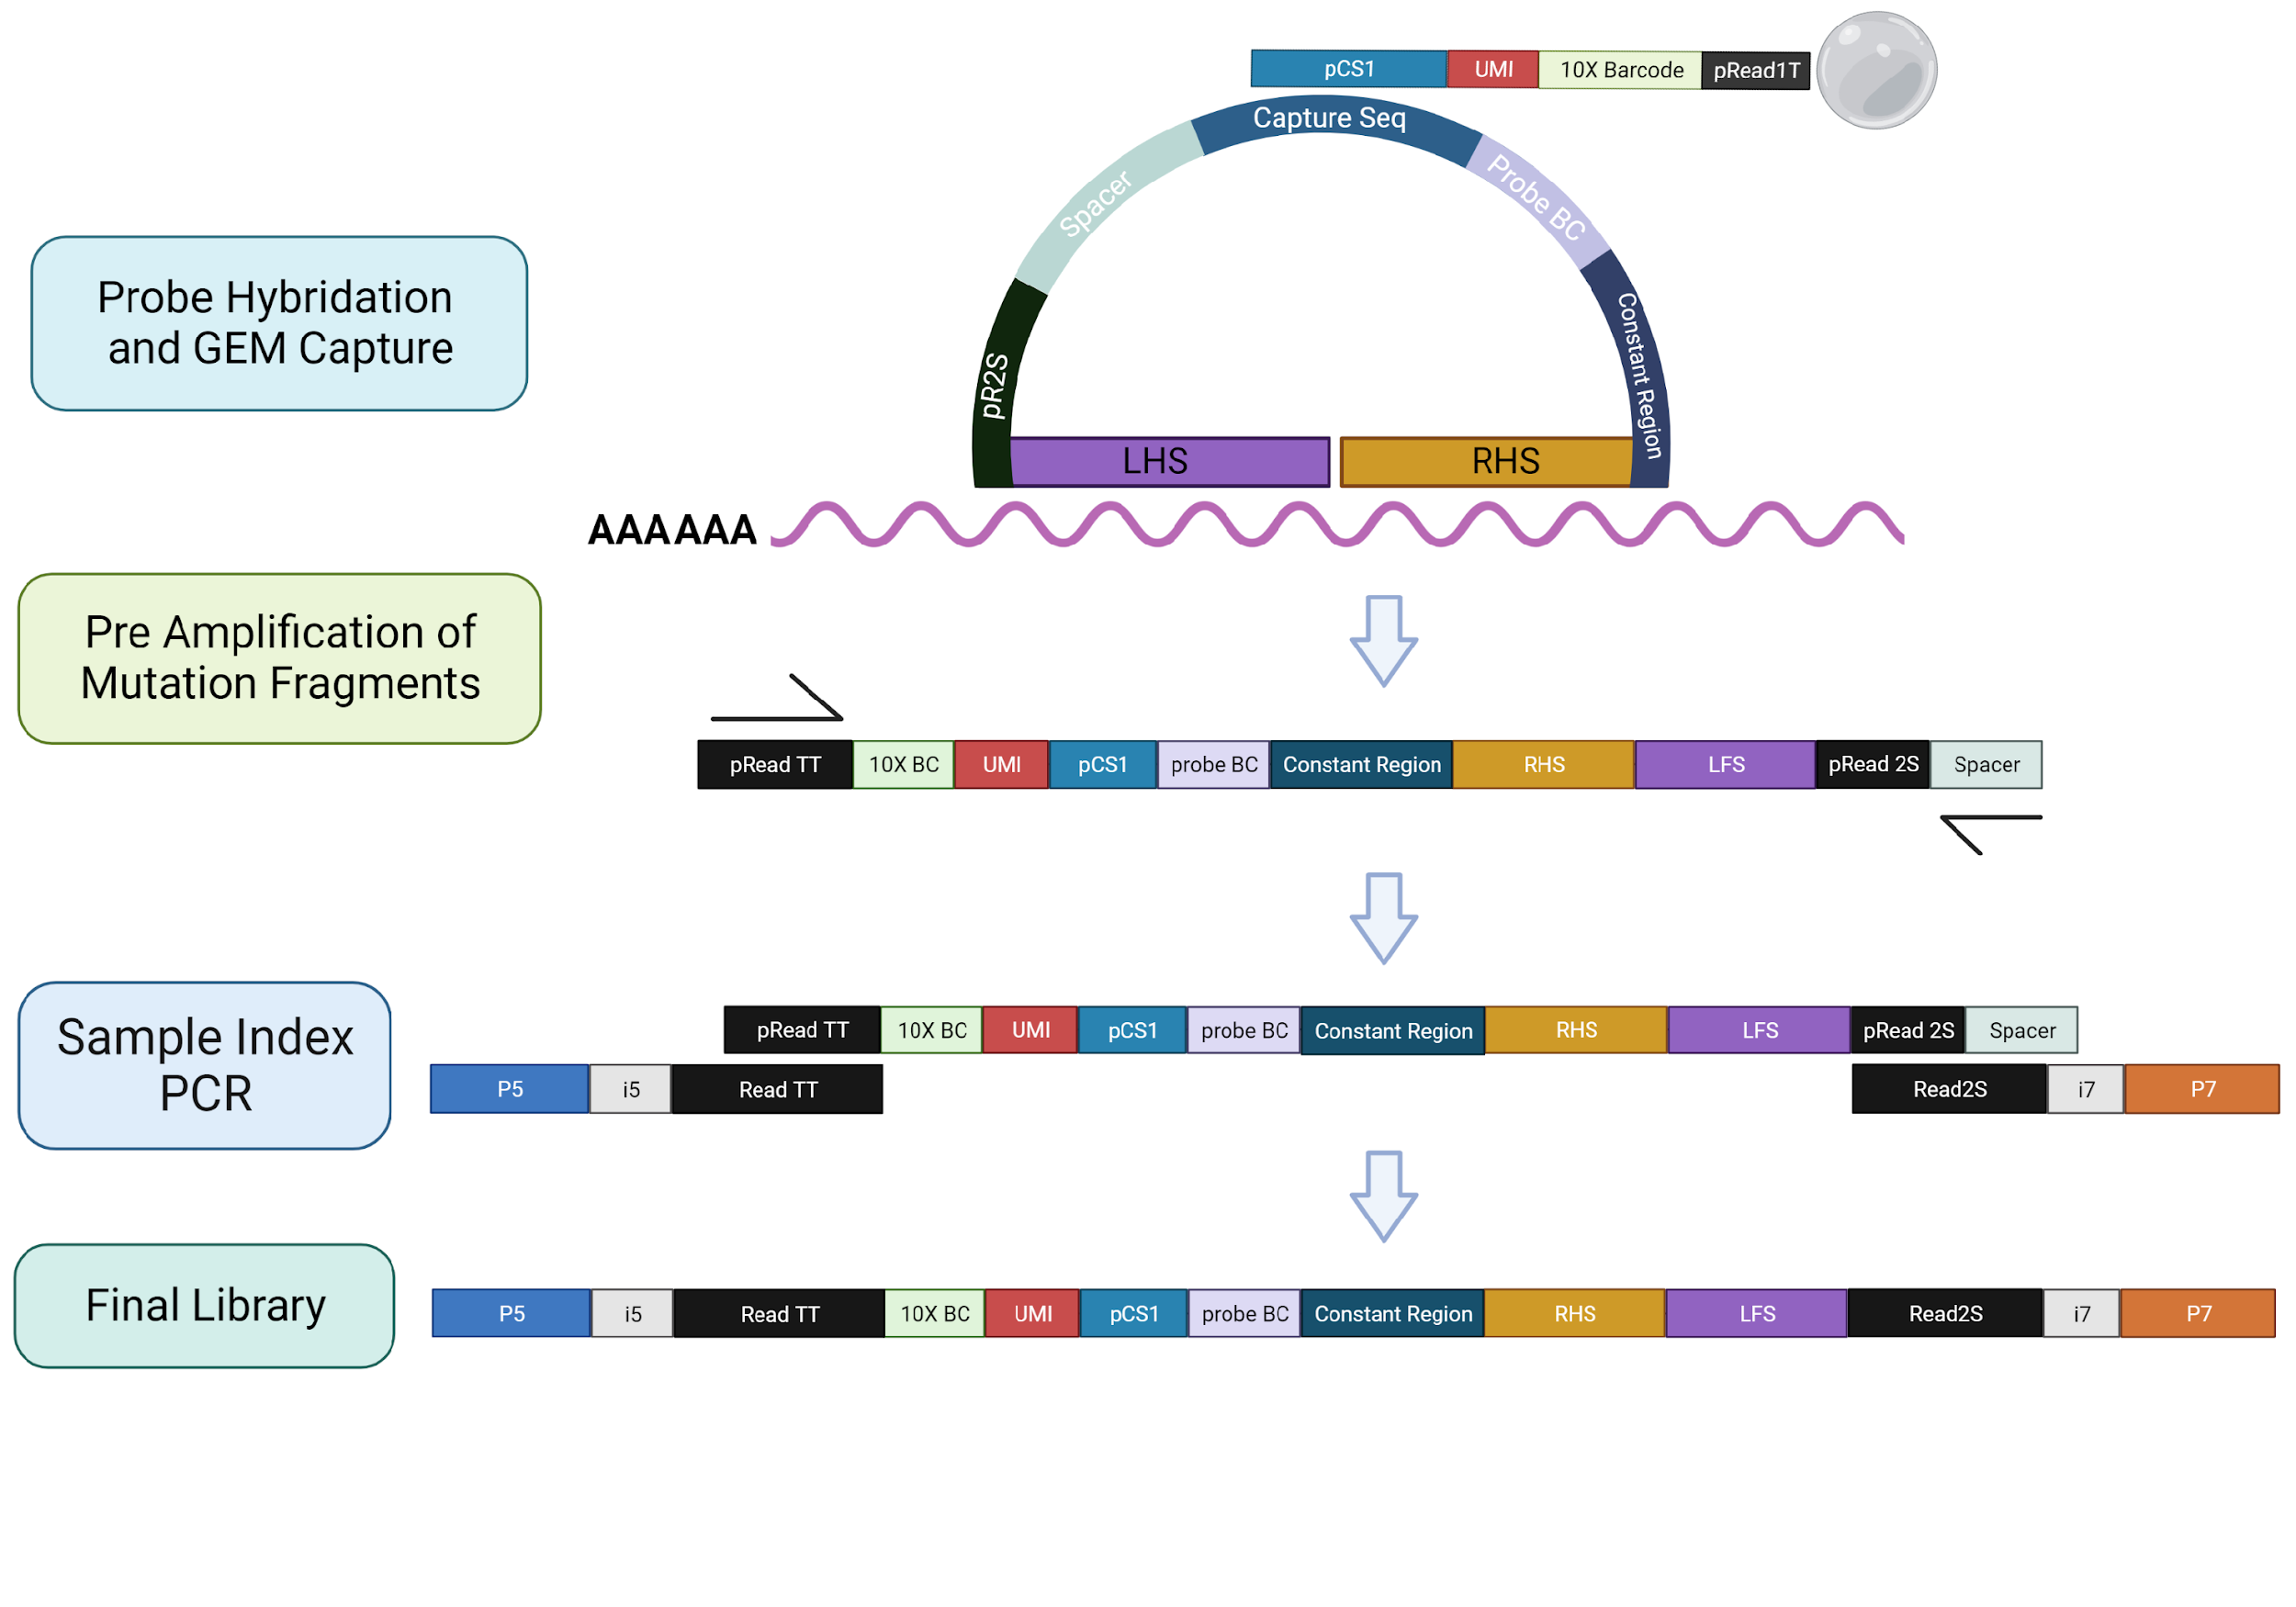 pCS1 UMI 10X Barcode pRead1T
Capture Seq
Spacer
Probe BC
pR2S
Constant Region
Probe Hybridation
and GEM Capture
LHS RHS
AAAAAA
Pre Amplification of
Mutation Fragments
pRead TT 10X BC UMI pCS1 probe BC Constant Region RHS LFS pRead 2S Spacer
Sample Index
PCR
pRead TT 10X BC UMI pCS1 probe BC Constant Region RHS LFS pRead 2S Spacer
P5 i5 Read TT Read2S i7 P7
Final Library
P5 i5 Read TT 10X BC UMI pCS1 probe BC Constant Region RHS LFS Read2S i7 P7